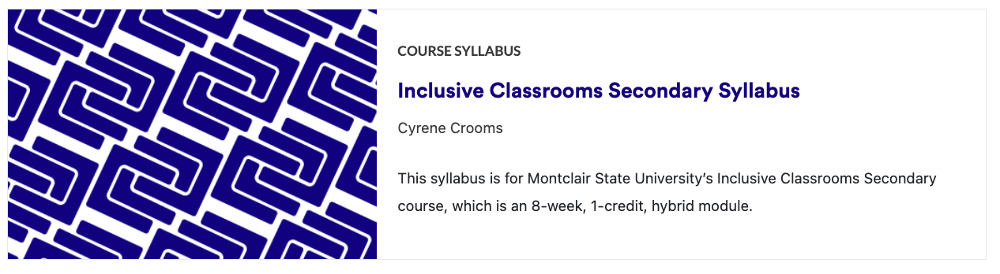 COURSE SYLLABUS
Inclusive Classrooms Secondary Syllabus
Cyrene Crooms
This syllabus is for Montclair State University’s Inclusive Classrooms Secondary
course, which is an 8-week, 1-credit, hybrid module.